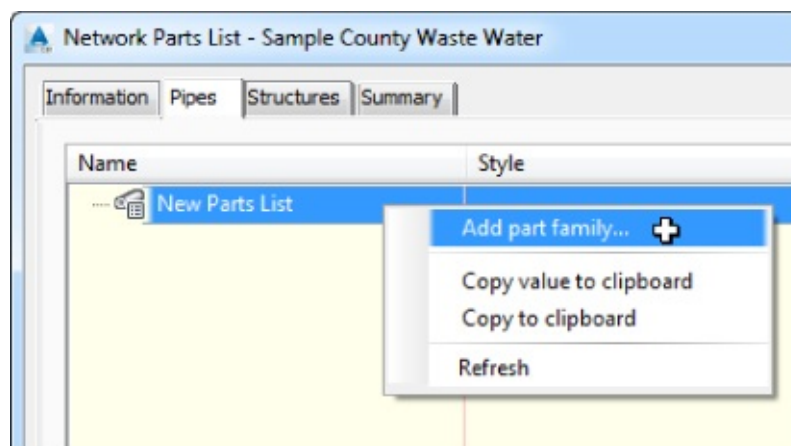 Network Parts List - Sample County Waste Water
Information Pipes Structures Summary
Name Style
New Parts List
Add part family...
Copy value to clipboard
Copy to clipboard
Refresh